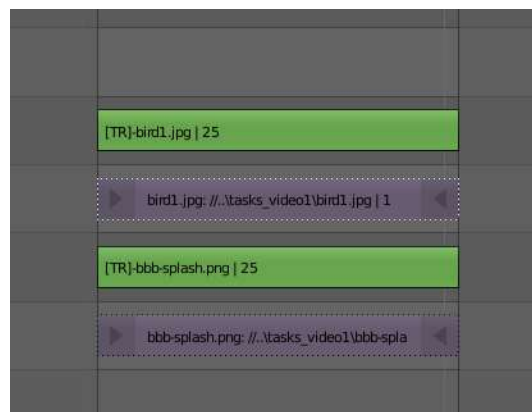 [TR]-bird1.jpg | 25
bird1.jpg: //..\tasks_video1\bird1.jpg | 1
[TR]-bbb-splash.png | 25
bbb-splash.png: //..\tasks_video1\bbb-spla